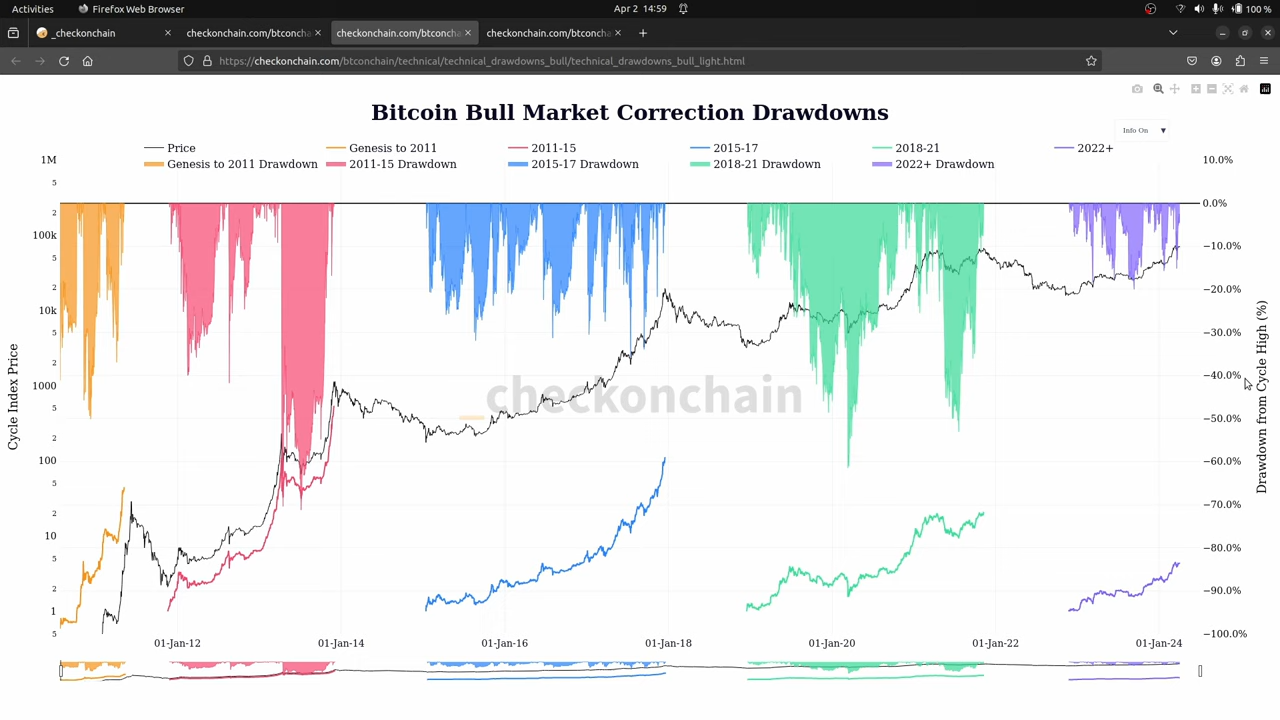 Activities Firefox Web Browser Apr 2 14:59 100 %
_checkonchain × checkonchain.com/btconcha × checkonchain.com/btconcha × checkonchain.com/btconcha × +
https://checkonchain.com/btconchain/technical/technical_drawdowns_bull/technical_drawdowns_bull_light.html
Bitcoin Bull Market Correction Drawdowns
Info On ▼
Price Genesis to 2011 2011-15 2015-17 2018-21 2022+
Genesis to 2011 Drawdown 2011-15 Drawdown 2015-17 Drawdown 2018-21 Drawdown 2022+ Drawdown
Cycle Index Price
1M
5
2
100k
5
2
10k
5
2
1000
5
2
100
5
2
10
5
2
1
5
_checkonchain
10.0%
0.0%
−10.0%
−20.0%
−30.0%
−40.0%
−50.0%
−60.0%
−70.0%
−80.0%
−90.0%
−100.0%
Drawdown from Cycle High (%)
01-Jan-12 01-Jan-14 01-Jan-16 01-Jan-18 01-Jan-20 01-Jan-22 01-Jan-24